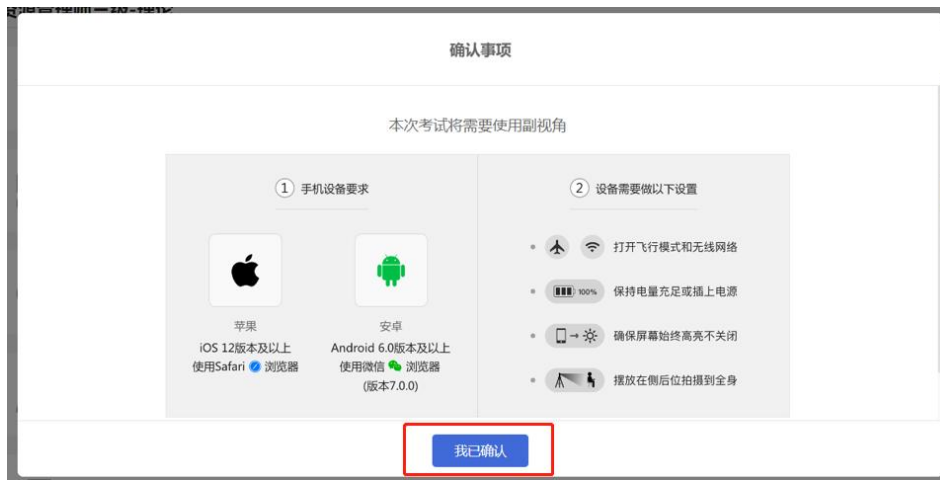 确认事项
本次考试将需要使用副视角
1 手机设备要求
苹果
iOS 12版本及以上
使用Safari 浏览器
安卓
Android 6.0版本及以上
使用微信 浏览器
(版本7.0.0)
2 设备需要做以下设置
打开飞行模式和无线网络
100% 保持电量充足或插上电源
确保屏幕始终高亮不关闭
摆放在侧后位拍摄到全身
我已确认